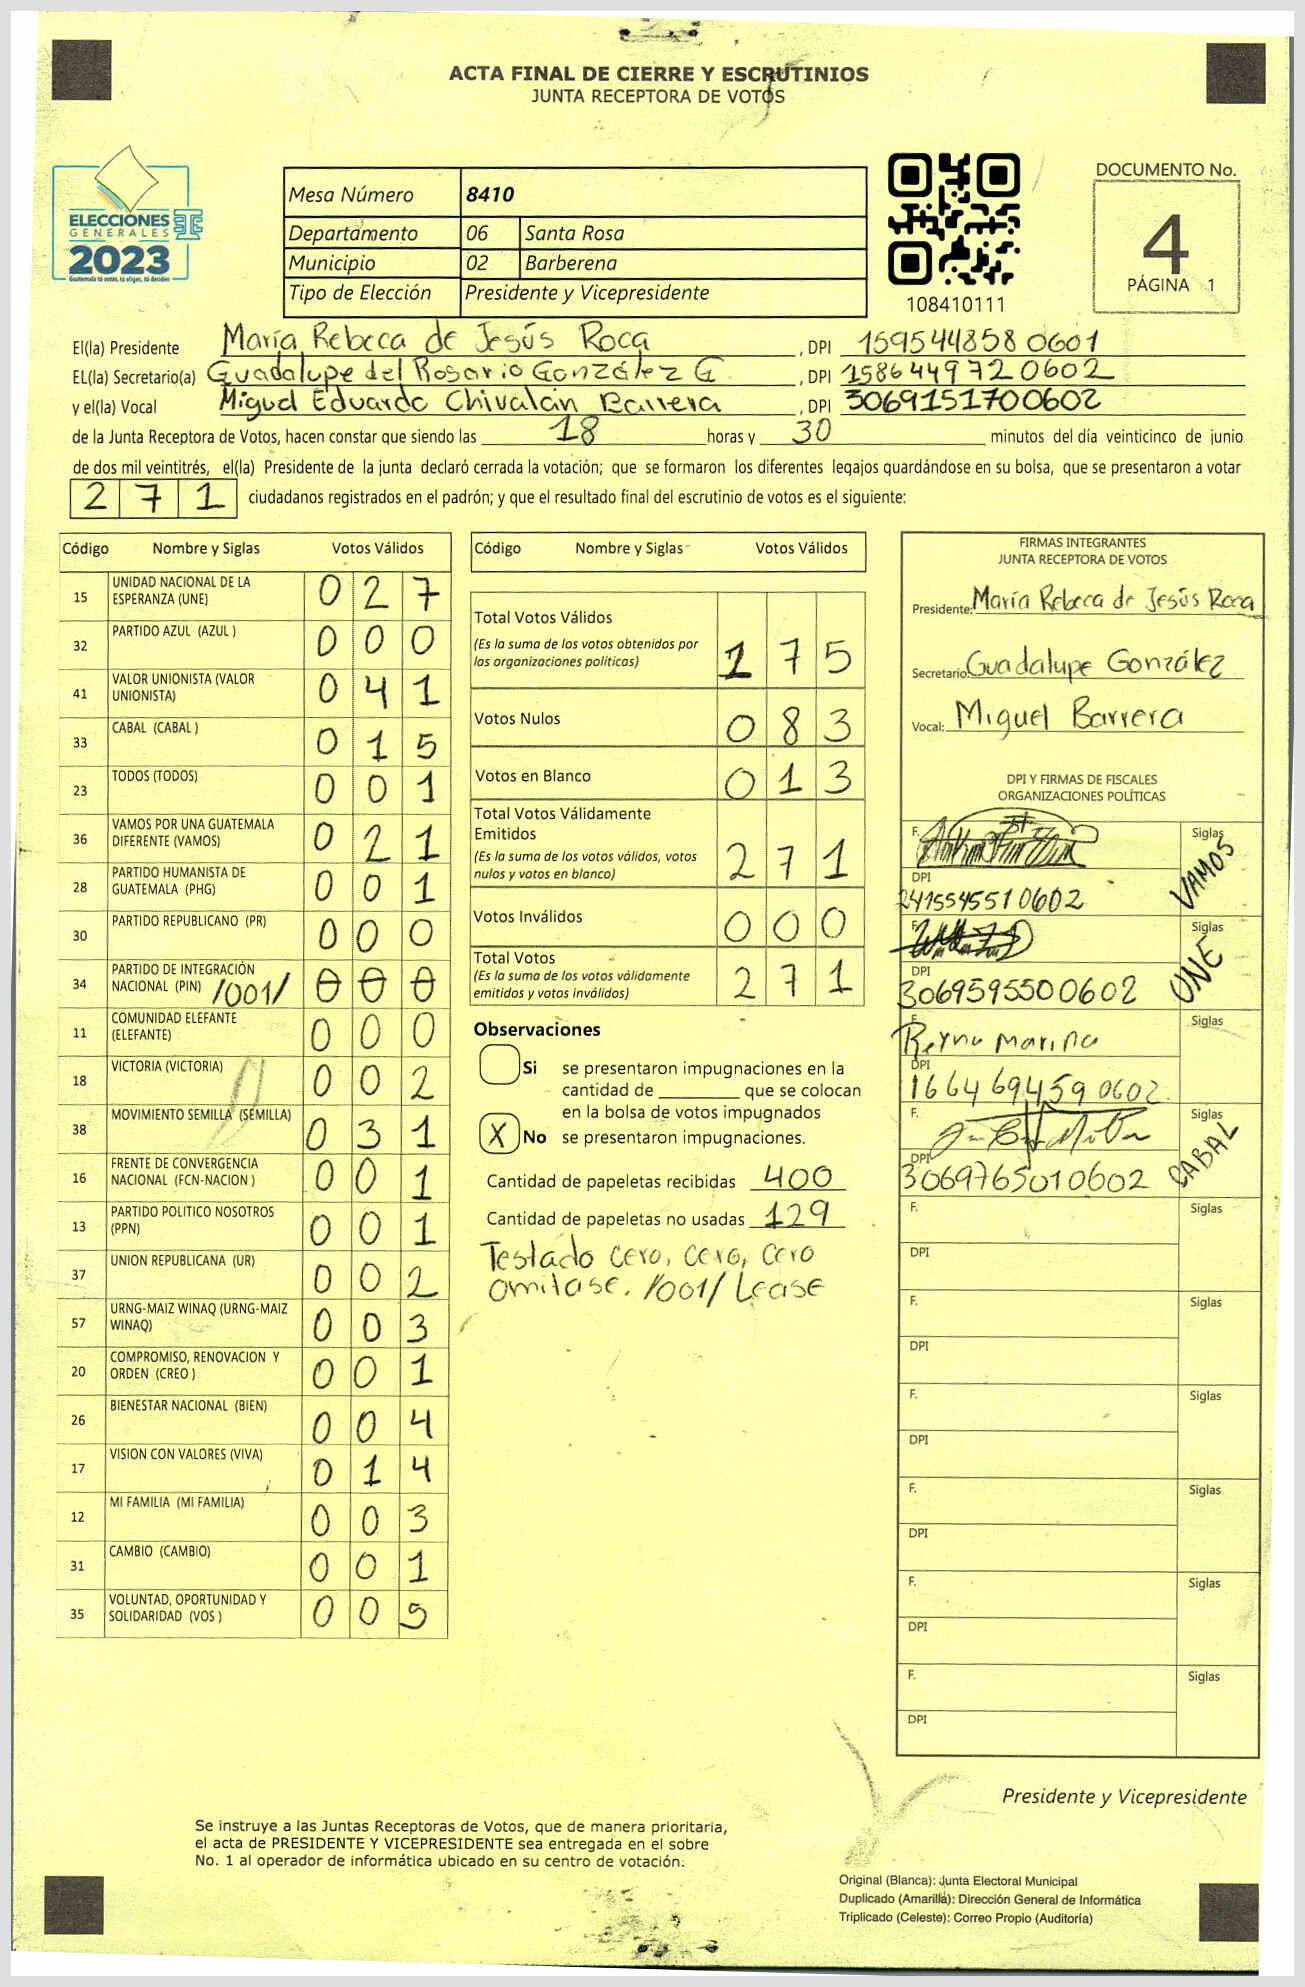 ACTA FINAL DE CIERRE Y ESCRUTINIOS
JUNTA RECEPTORA DE VOTOS
ELECCIONES
GENERALES
2023
Guatemala tú votas, tú eliges, tú decides
Mesa Número 8410
Departamento 06 Santa Rosa
Municipio 02 Barberena
Tipo de Elección Presidente y Vicepresidente
108410111
DOCUMENTO No.
4
PÁGINA 1
El(la) Presidente María Rebeca de Jesús Roca, DPI 1595448580601
EL(la) Secretario(a) Guadalupe del Rosario González G., DPI 1586449720602
y el(la) Vocal Miguel Eduardo Chivalán Barrera, DPI 3069151700602
de la Junta Receptora de Votos, hacen constar que siendo las 18 horas y 30 minutos del día veinticinco de junio
de dos mil veintitrés, el(la) Presidente de la junta declaró cerrada la votación; que se formaron los diferentes legajos quardándose en su bolsa, que se presentaron a votar
271 ciudadanos registrados en el padrón; y que el resultado final del escrutinio de votos es el siguiente:
Código Nombre y Siglas Votos Válidos
15 UNIDAD NACIONAL DE LA ESPERANZA (UNE) 0 2 7
32 PARTIDO AZUL (AZUL ) 0 0 0
41 VALOR UNIONISTA (VALOR UNIONISTA) 0 4 1
33 CABAL (CABAL ) 0 1 5
23 TODOS (TODOS) 0 0 1
36 VAMOS POR UNA GUATEMALA DIFERENTE (VAMOS) 0 2 1
28 PARTIDO HUMANISTA DE GUATEMALA (PHG) 0 0 1
30 PARTIDO REPUBLICANO (PR) 0 0 0
34 PARTIDO DE INTEGRACIÓN NACIONAL (PIN) /001/ 0 0 0
11 COMUNIDAD ELEFANTE (ELEFANTE) 0 0 0
18 VICTORIA (VICTORIA) 0 0 2
38 MOVIMIENTO SEMILLA (SEMILLA) 0 3 1
16 FRENTE DE CONVERGENCIA NACIONAL (FCN-NACION ) 0 0 1
13 PARTIDO POLITICO NOSOTROS (PPN) 0 0 1
37 UNION REPUBLICANA (UR) 0 0 2
57 URNG-MAIZ WINAQ (URNG-MAIZ WINAQ) 0 0 3
20 COMPROMISO, RENOVACION Y ORDEN (CREO ) 0 0 1
26 BIENESTAR NACIONAL (BIEN) 0 0 4
17 VISION CON VALORES (VIVA) 0 1 4
12 MI FAMILIA (MI FAMILIA) 0 0 3
31 CAMBIO (CAMBIO) 0 0 1
35 VOLUNTAD, OPORTUNIDAD Y SOLIDARIDAD (VOS ) 0 0 5
Código Nombre y Siglas Votos Válidos
Total Votos Válidos
(Es la suma de los votos obtenidos por
las organizaciones políticas) 1 7 5
Votos Nulos 0 8 3
Votos en Blanco 0 1 3
Total Votos Válidamente
Emitidos
(Es la suma de los votos válidos, votos
nulos y votos en blanco) 2 7 1
Votos Inválidos 0 0 0
Total Votos
(Es la suma de los votos válidamente
emitidos y votos inválidos) 2 7 1
Observaciones
Si se presentaron impugnaciones en la
cantidad de ________ que se colocan
en la bolsa de votos impugnados
X No se presentaron impugnaciones.
Cantidad de papeletas recibidas 400
Cantidad de papeletas no usadas 129
Testado cero, cero, cero
omitase. /001/ Lease
FIRMAS INTEGRANTES
JUNTA RECEPTORA DE VOTOS
Presidente: María Rebeca de Jesús Roca
Secretario: Guadalupe González
Vocal: Miguel Barrera
DPI Y FIRMAS DE FISCALES
ORGANIZACIONES POLÍTICAS
F. Siglas VAMOS
DPI 2415545510602
F. Siglas UNE
DPI 3069595500602
F. Reyna Marina Siglas
DPI 1664694590602
F. Siglas CABAL
DPI 3069765010602
F. Siglas
DPI
F. Siglas
DPI
F. Siglas
DPI
F. Siglas
DPI
F. Siglas
DPI
F. Siglas
DPI
Presidente y Vicepresidente
Se instruye a las Juntas Receptoras de Votos, que de manera prioritaria,
el acta de PRESIDENTE Y VICEPRESIDENTE sea entregada en el sobre
No. 1 al operador de informática ubicado en su centro de votación.
Original (Blanca): Junta Electoral Municipal
Duplicado (Amarilla): Dirección General de Informática
Triplicado (Celeste): Correo Propio (Auditoría)